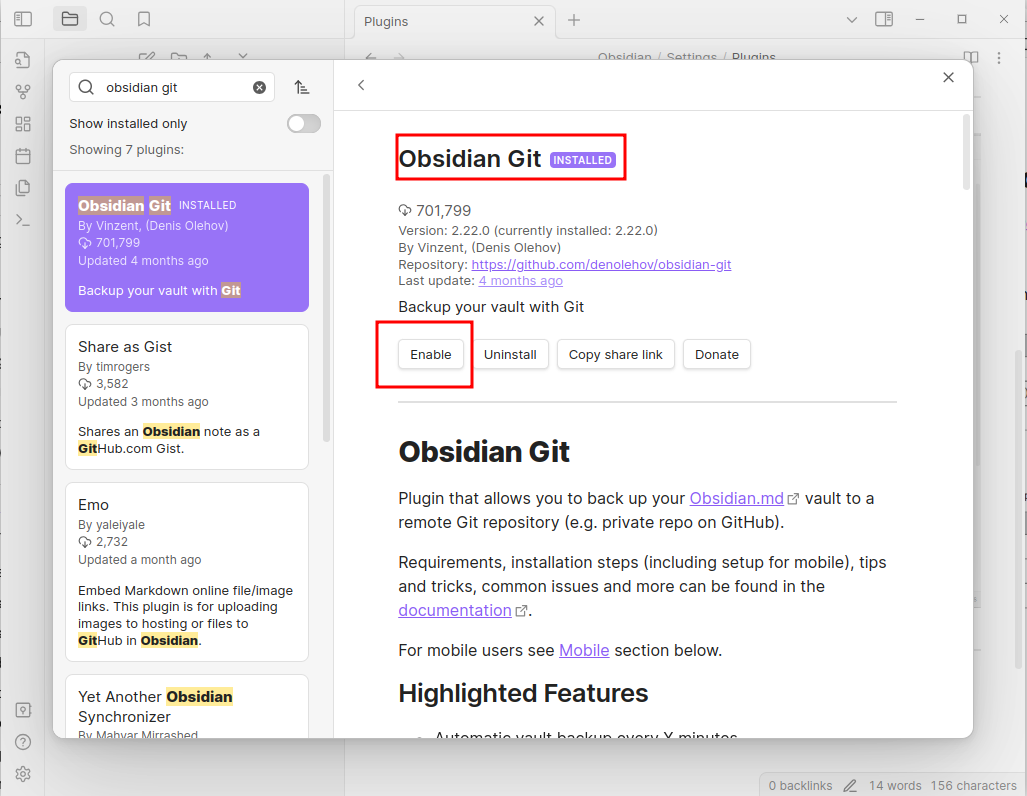 Plugins
Obsidian / Settings / Plugins
obsidian git
Show installed only
Showing 7 plugins:
Obsidian Git INSTALLED
By Vinzent, (Denis Olehov)
701,799
Updated 4 months ago
Backup your vault with Git
Share as Gist
By timrogers
3,582
Updated 3 months ago
Shares an Obsidian note as a
GitHub.com Gist.
Emo
By yaleiyale
2,732
Updated a month ago
Embed Markdown online file/image
links. This plugin is for uploading
images to hosting or files to
GitHub in Obsidian.
Yet Another Obsidian
Synchronizer
By Mahyar Mirrashed
Obsidian Git INSTALLED
701,799
Version: 2.22.0 (currently installed: 2.22.0)
By Vinzent, (Denis Olehov)
Repository: https://github.com/denolehov/obsidian-git
Last update: 4 months ago
Backup your vault with Git
Enable Uninstall Copy share link Donate
Obsidian Git
Plugin that allows you to back up your Obsidian.md vault to a
remote Git repository (e.g. private repo on GitHub).
Requirements, installation steps (including setup for mobile), tips
and tricks, common issues and more can be found in the
documentation.
For mobile users see Mobile section below.
Highlighted Features
Automatic vault backup every X minutes
0 backlinks 14 words 156 characters